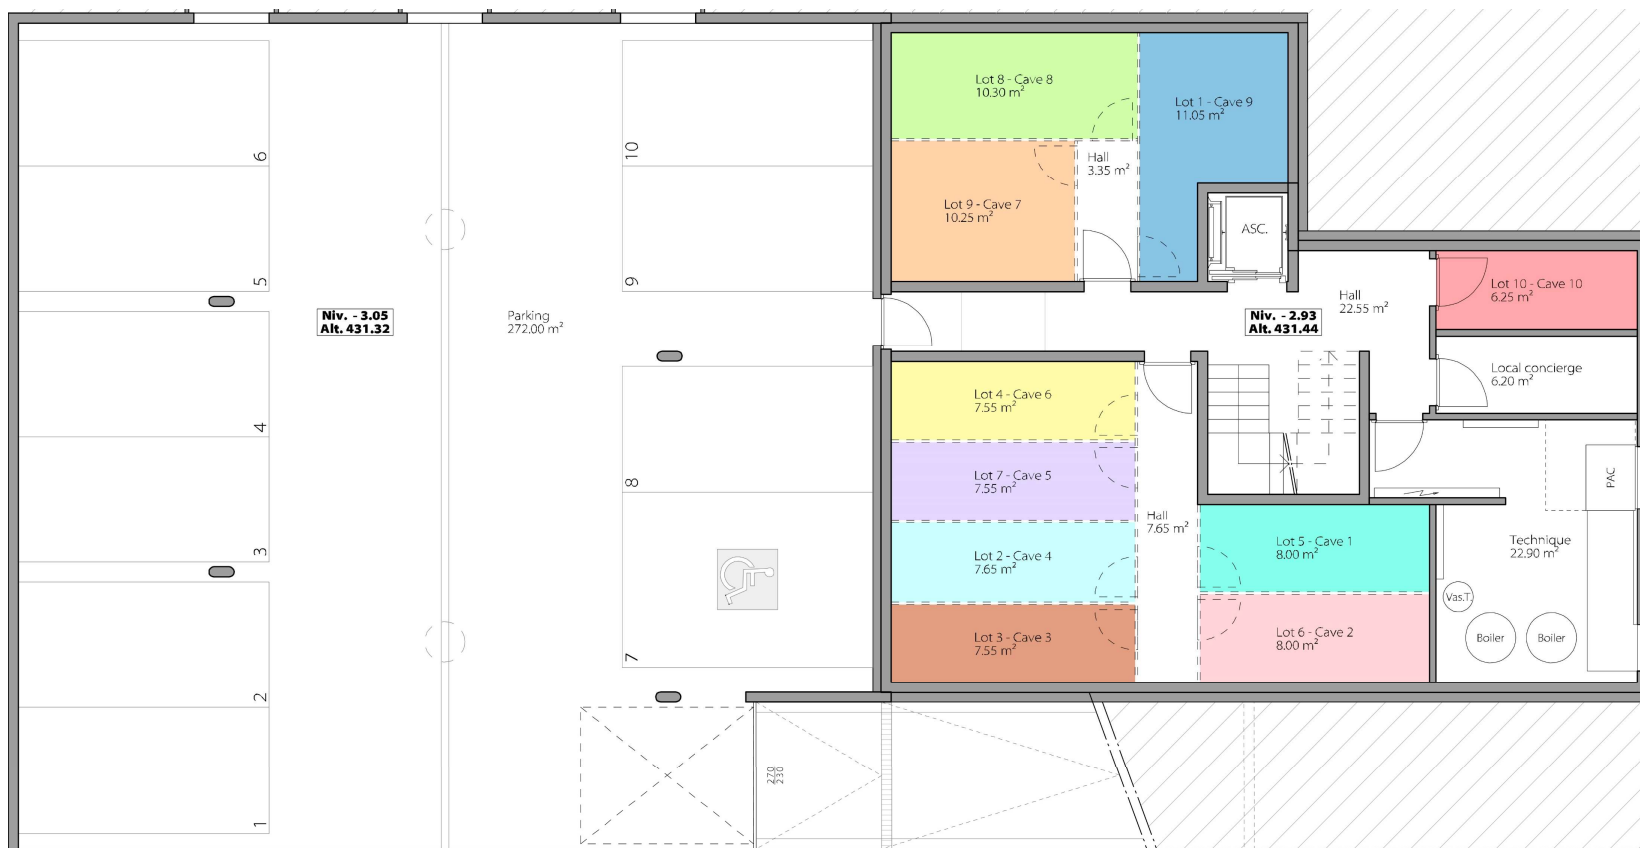 6
5
4
3
2
1
10
9
8
7
Niv. - 3.05
Alt. 431.32
Parking
272.00 m²
Lot 8 - Cave 8
10.30 m²
Lot 1 - Cave 9
11.05 m²
Hall
3.35 m²
Lot 9 - Cave 7
10.25 m²
ASC.
Hall
22.55 m²
Niv. - 2.93
Alt. 431.44
Lot 10 - Cave 10
6.25 m²
Local concierge
6.20 m²
Lot 4 - Cave 6
7.55 m²
Lot 7 - Cave 5
7.55 m²
Hall
7.65 m²
Lot 2 - Cave 4
7.65 m²
Lot 3 - Cave 3
7.55 m²
Lot 5 - Cave 1
8.00 m²
Lot 6 - Cave 2
8.00 m²
PAC
Technique
22.90 m²
Vas.T.
Boiler
Boiler
270
230